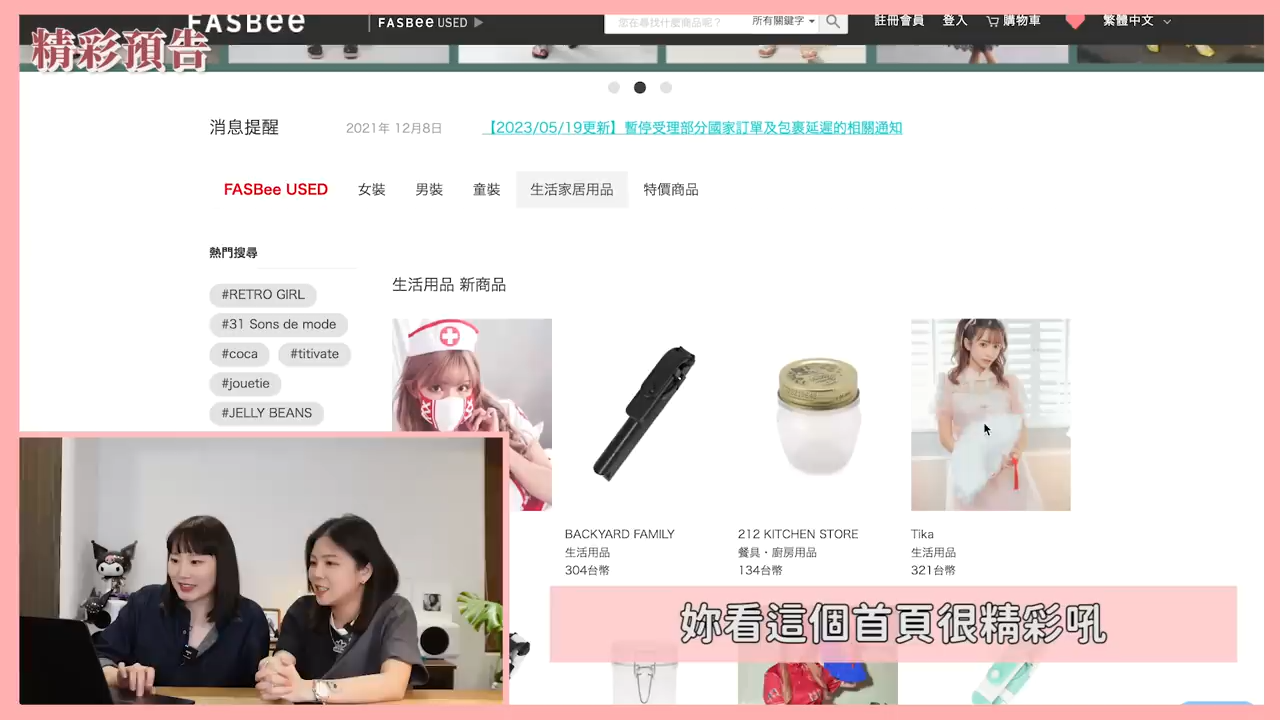 精彩預告
FASBee
FASBee USED
您在尋找什麼商品呢？
所有關鍵字
註冊會員
登入
購物車
繁體中文
消息提醒
2021年 12月8日
【2023/05/19更新】暫停受理部分國家訂單及包裹延遲的相關通知
FASBee USED
女裝
男裝
童裝
生活家居用品
特價商品
熱門搜尋
#RETRO GIRL
#31 Sons de mode
#coca
#titivate
#jouetie
#JELLY BEANS
生活用品 新商品
BACKYARD FAMILY
生活用品
304台幣
212 KITCHEN STORE
餐具・廚房用品
134台幣
Tika
生活用品
321台幣
妳看這個首頁很精彩吼